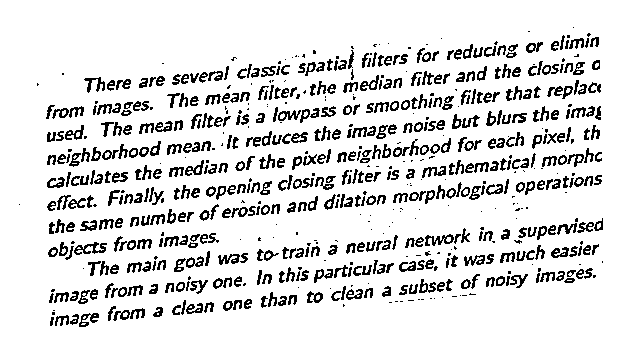 There are several classic spatial filters for reducing or elimin
from images. The mean filter, the median filter and the closing o
used. The mean filter is a lowpass or smoothing filter that replace
neighborhood mean. It reduces the image noise but blurs the imag
calculates the median of the pixel neighborhood for each pixel, th
effect. Finally, the opening closing filter is a mathematical morpho
the same number of erosion and dilation morphological operations
objects from images.
The main goal was to train a neural network in a supervised
image from a noisy one. In this particular case, it was much easier
image from a clean one than to clean a subset of noisy images.